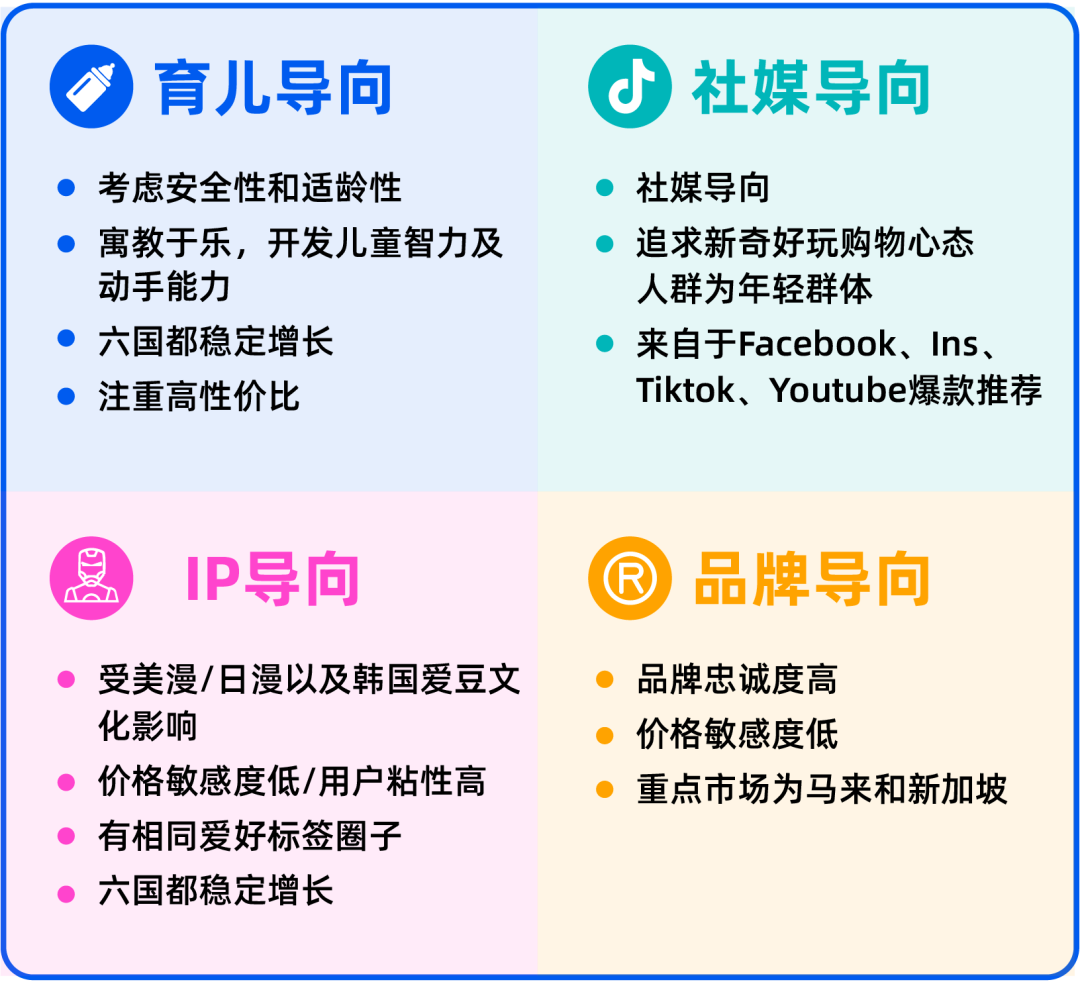 育儿导向
考虑安全性和适龄性
寓教于乐，开发儿童智力及
动手能力
六国都稳定增长
注重高性价比
社媒导向
社媒导向
追求新奇好玩购物心态
人群为年轻群体
来自于Facebook、Ins、
Tiktok、Youtube爆款推荐
IP导向
受美漫/日漫以及韩国爱豆文
化影响
价格敏感度低/用户粘性高
有相同爱好标签圈子
六国都稳定增长
R 品牌导向
品牌忠诚度高
价格敏感度低
重点市场为马来和新加坡